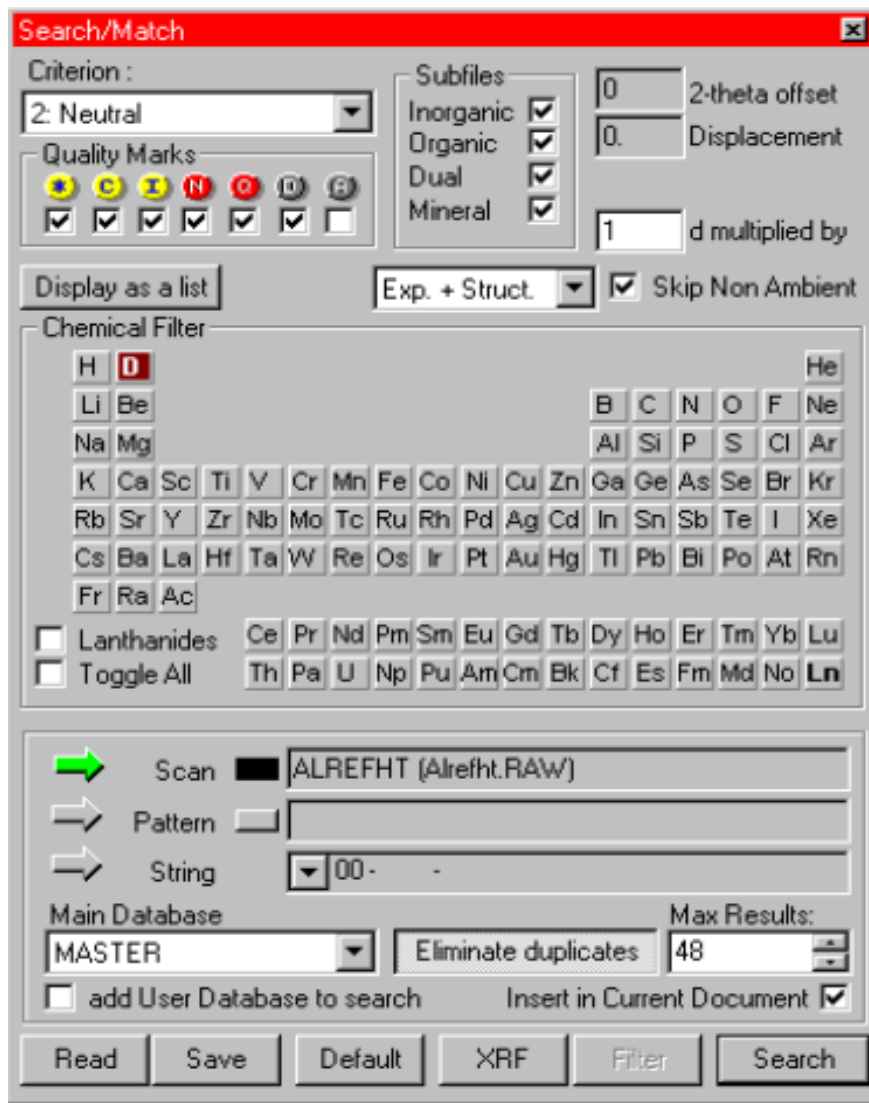 Search/Match
Criterion :
2: Neutral
Quality Marks
* C I N Q
Subfiles
Inorganic
Organic
Dual
Mineral
0 2-theta offset
0. Displacement
1 d multiplied by
Display as a list
Exp. + Struct.
Skip Non Ambient
Chemical Filter
H D He
Li Be B C N O F Ne
Na Mg Al Si P S Cl Ar
K Ca Sc Ti V Cr Mn Fe Co Ni Cu Zn Ga Ge As Se Br Kr
Rb Sr Y Zr Nb Mo Tc Ru Rh Pd Ag Cd In Sn Sb Te I Xe
Cs Ba La Hf Ta W Re Os Ir Pt Au Hg Tl Pb Bi Po At Rn
Fr Ra Ac
Lanthanides Ce Pr Nd Pm Sm Eu Gd Tb Dy Ho Er Tm Yb Lu
Toggle All Th Pa U Np Pu Am Cm Bk Cf Es Fm Md No Ln
Scan ALREFHT (Alrefht.RAW)
Pattern
String 00 - -
Main Database
MASTER
Eliminate duplicates
Max Results:
48
add User Database to search
Insert in Current Document
Read Save Default XRF Filter Search